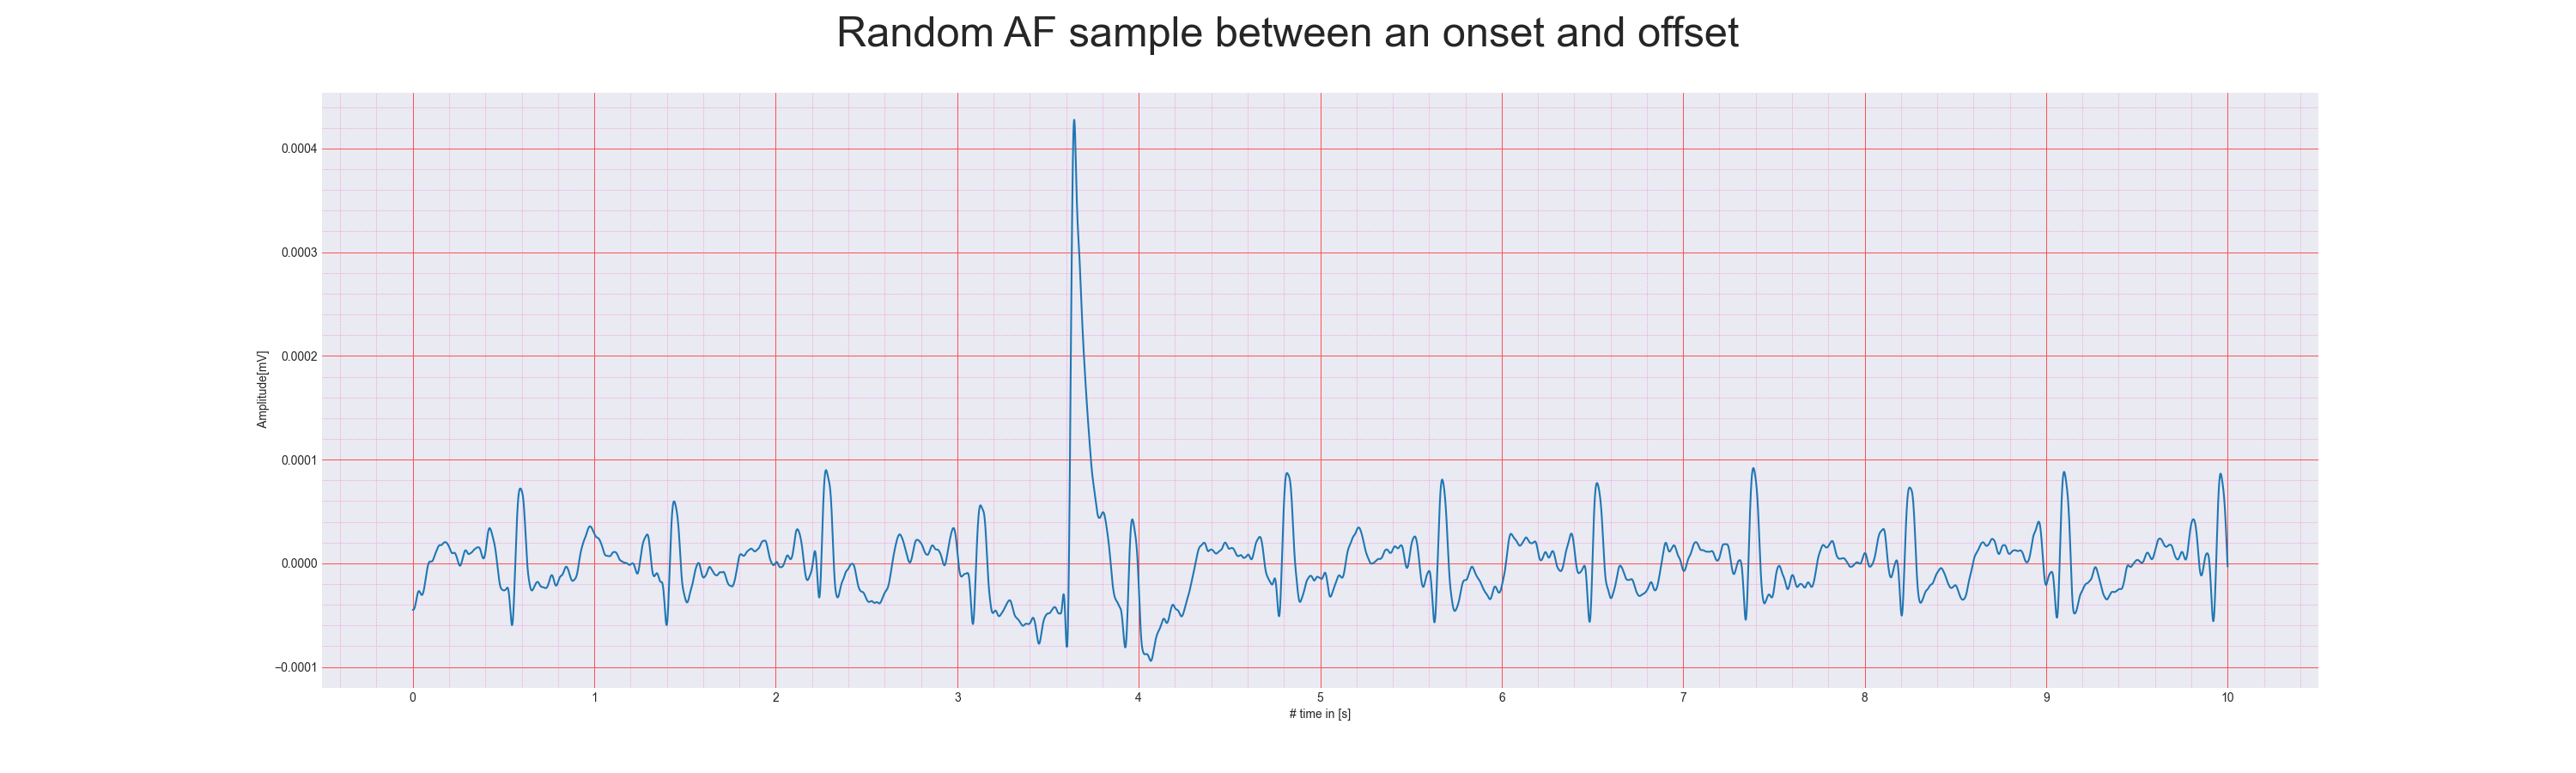 Random AF sample between an onset and offset
0.0004
0.0003
0.0002
0.0001
0.0000
−0.0001
Amplitude[mV]
0 1 2 3 4 5 6 7 8 9 10
# time in [s]